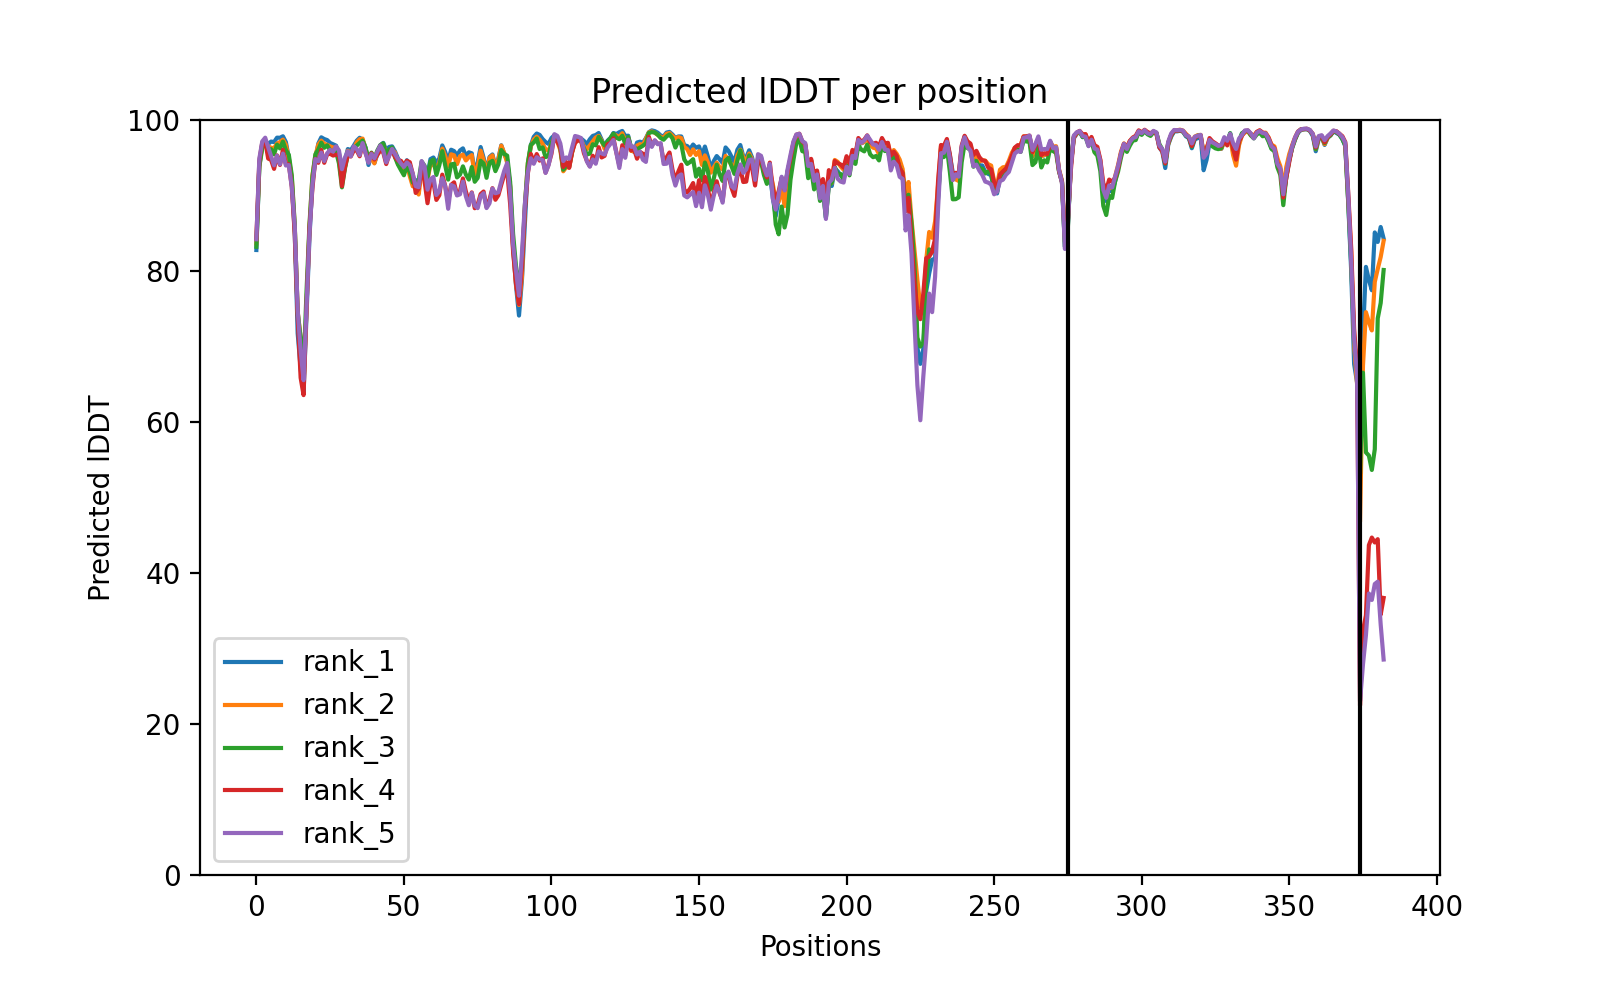 Predicted lDDT per position
100
80
60
40
20
0
Predicted lDDT
rank_1
rank_2
rank_3
rank_4
rank_5
0 50 100 150 200 250 300 350 400
Positions